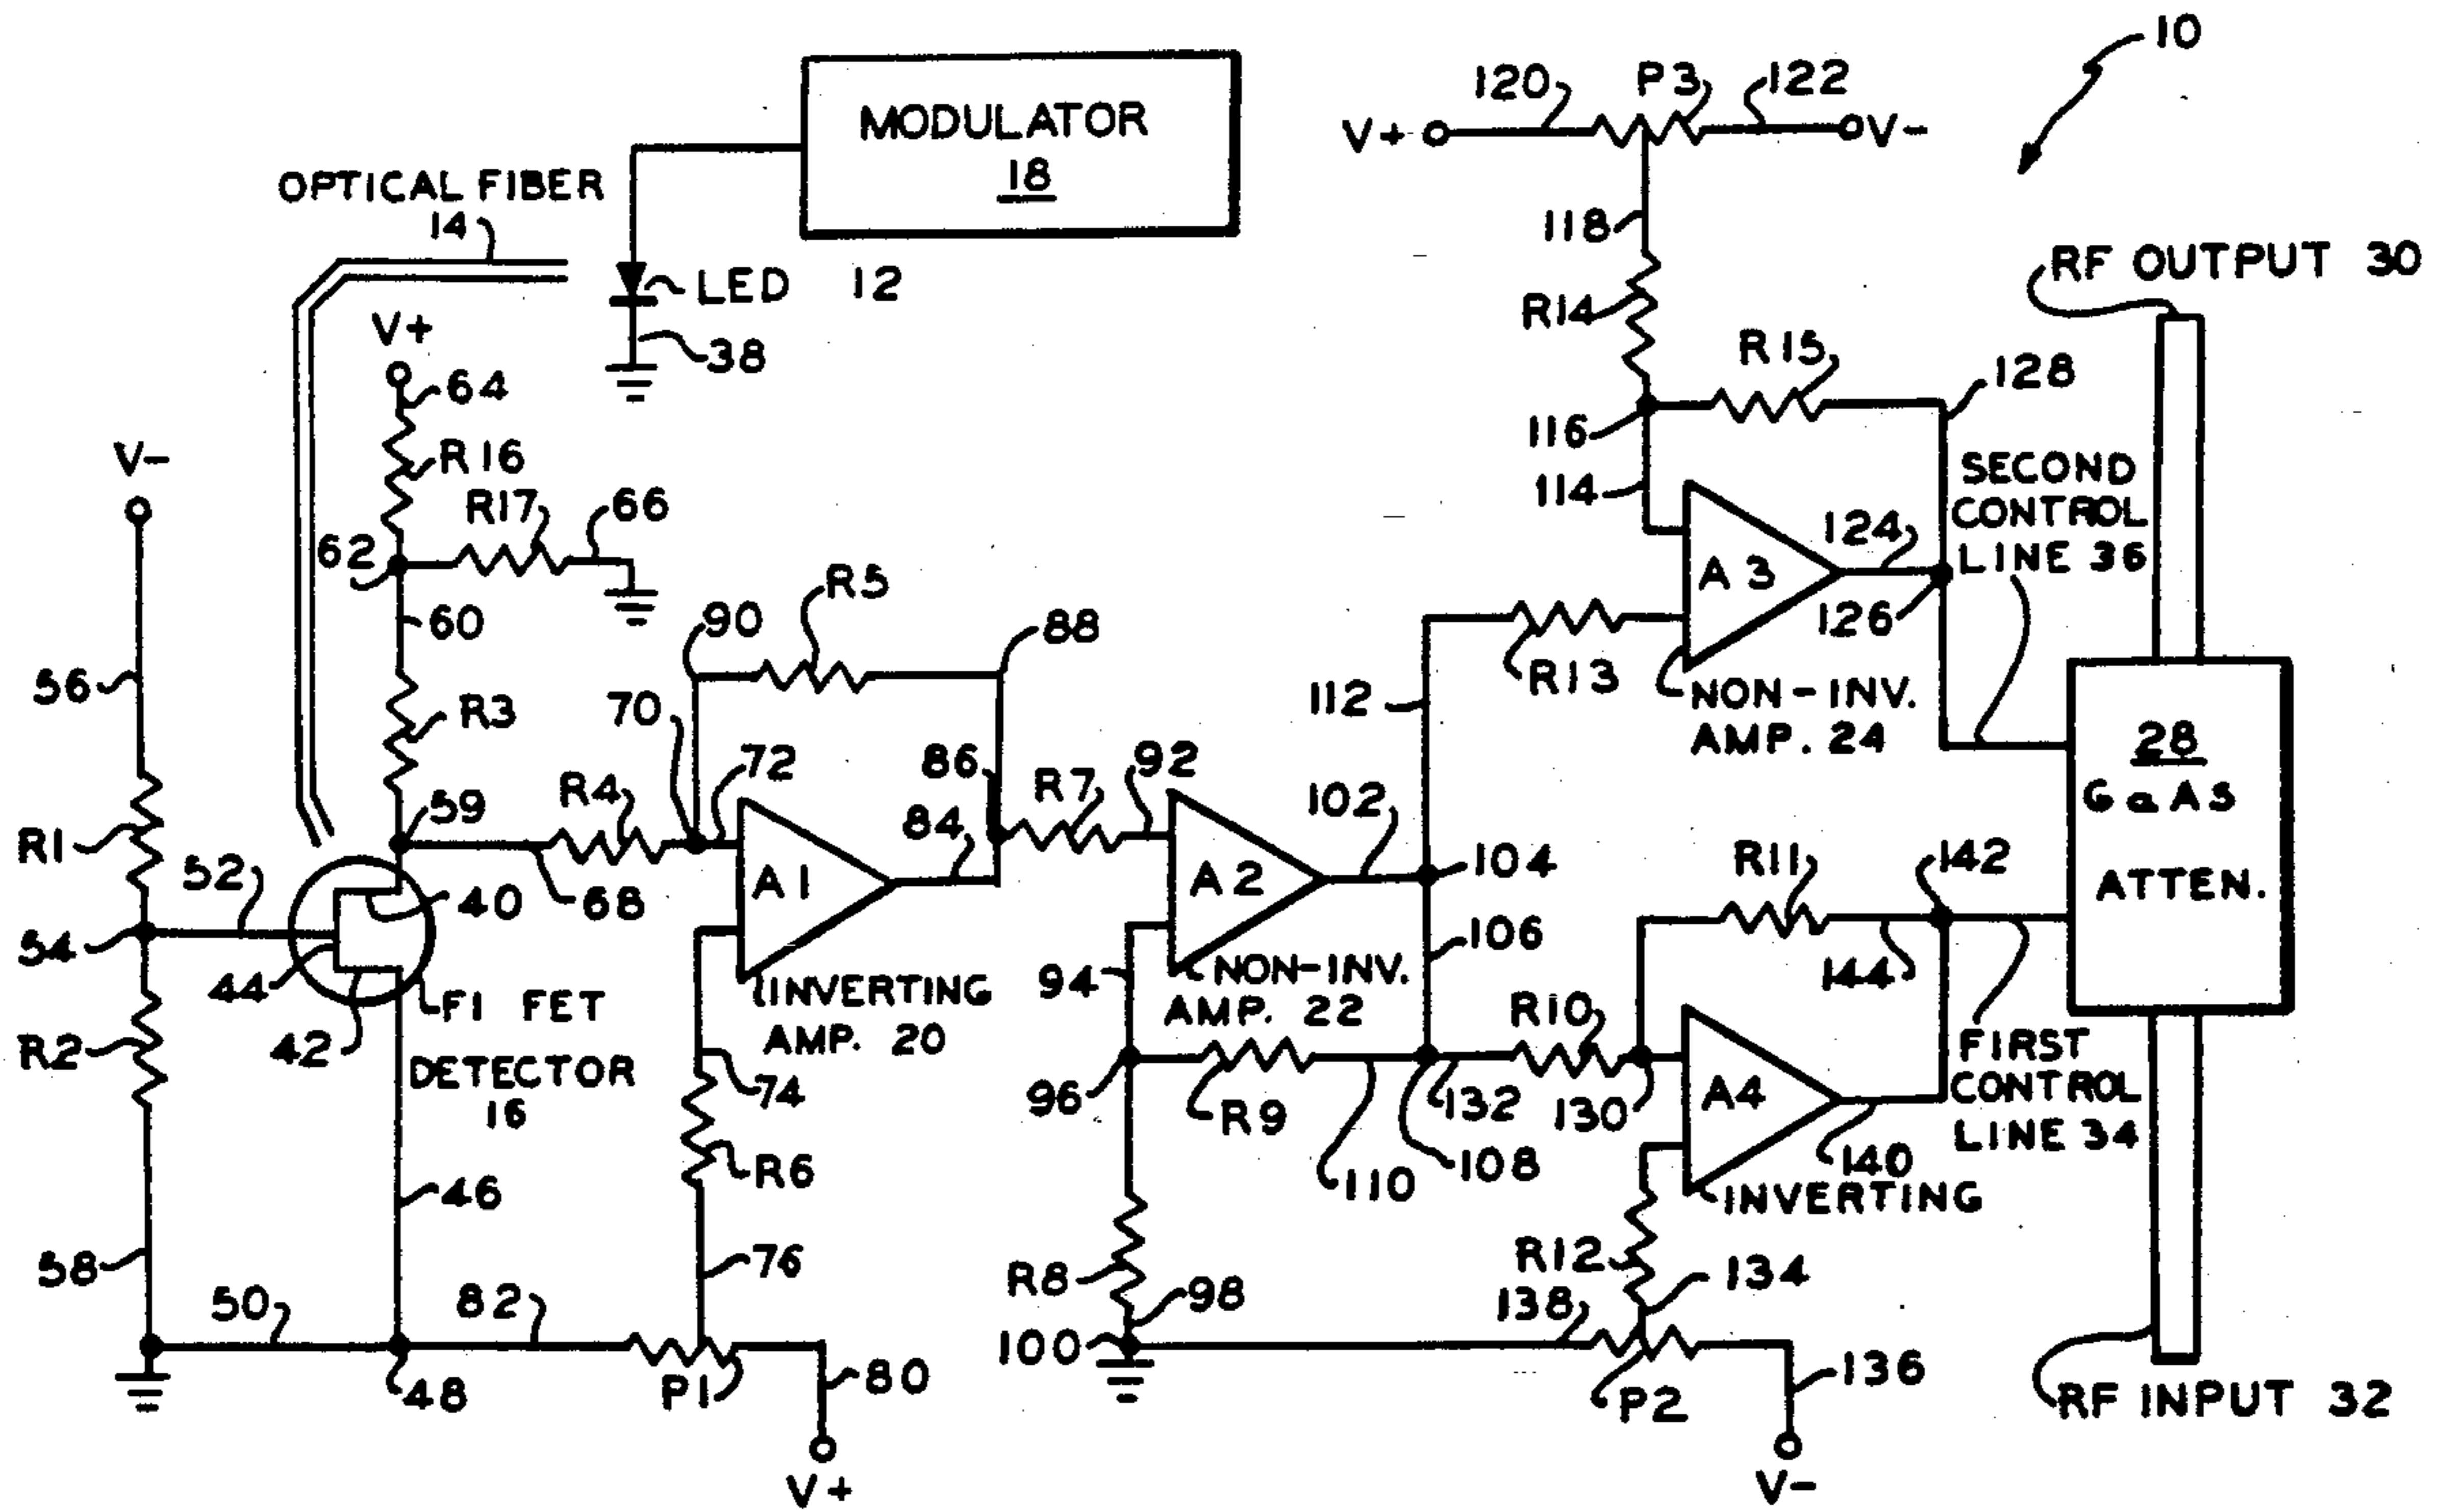 10
120
P3
122
V+
V-
MODULATOR
18
OPTICAL FIBER
14
118
LED
12
RF OUTPUT 30
R14
V+
38
R15
128
64
116
V-
R16
SECOND
CONTROL
LINE 36
114
R17
66
124
62
A3
R5
60
90
88
126
56
R13
R3
70
112
NON-INV.
AMP. 24
28
GaAS
ATTEN.
72
86
R7
92
R4
59
84
102
R1
52
A1
A2
104
R11
142
40
68
54
44
106
94
NON-INV.
AMP. 22
144
F1 FET
INVERTING
AMP. 20
R10
R2
42
FIRST
CONTROL
LINE 34
DETECTOR
16
74
96
R9
132
130
A4
108
140
R6
110
46
INVERTING
58
76
R8
R12
134
50
82
98
138
100
48
P1
80
P2
136
RF INPUT 32
V+
V-